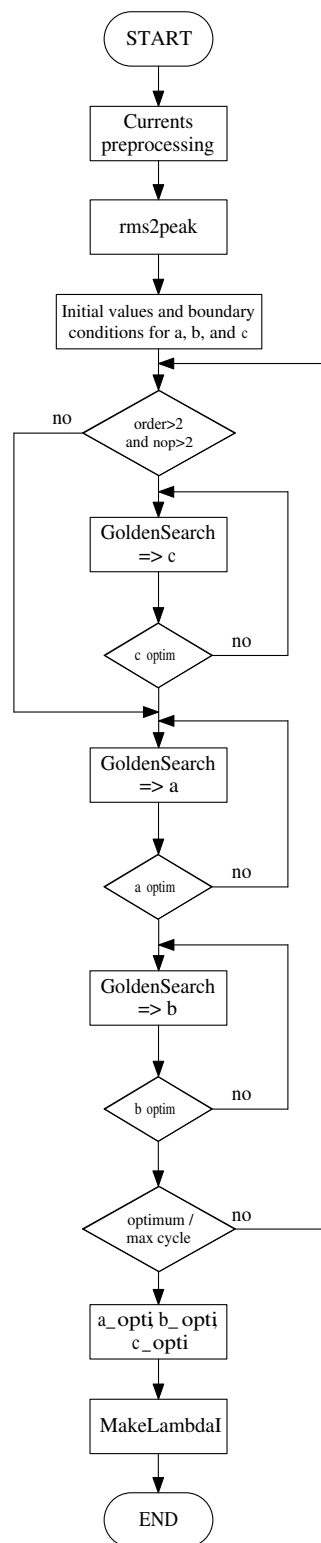 START
Currents
preprocessing
rms2peak
Initial values and boundary
conditions for a, b, and c
no
order>2
and nop>2
GoldenSearch
=> c
c optim
no
GoldenSearch
=> a
no
a optim
GoldenSearch
=> b
no
b optim
no
optimum /
max cycle
a_opti, b_opti,
c_opti
MakeLambdaI
END